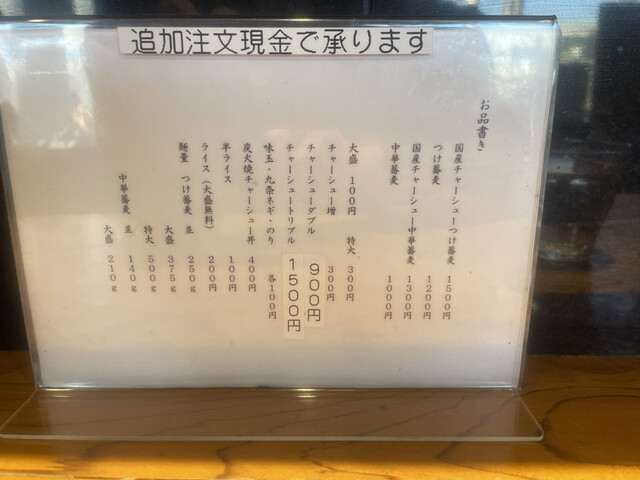 追加注文現金で承ります
お品書き
国産チャーシューつけ蕎麦 1500円
つけ蕎麦 1200円
国産チャーシュー中華蕎麦 1300円
中華蕎麦 1000円
大盛 100円 特大 300円
チャーシュー増 300円
チャーシューダブル 900円
チャーシュートリプル 1500円
味玉・九条ネギ・のり 各100円
炭火焼チャーシュー丼 400円
半ライス 100円
ライス（大盛無料） 200円
麺量 つけ蕎麦 並 250g
大盛 375g
特大 500g
中華蕎麦 並 140g
大盛 210g